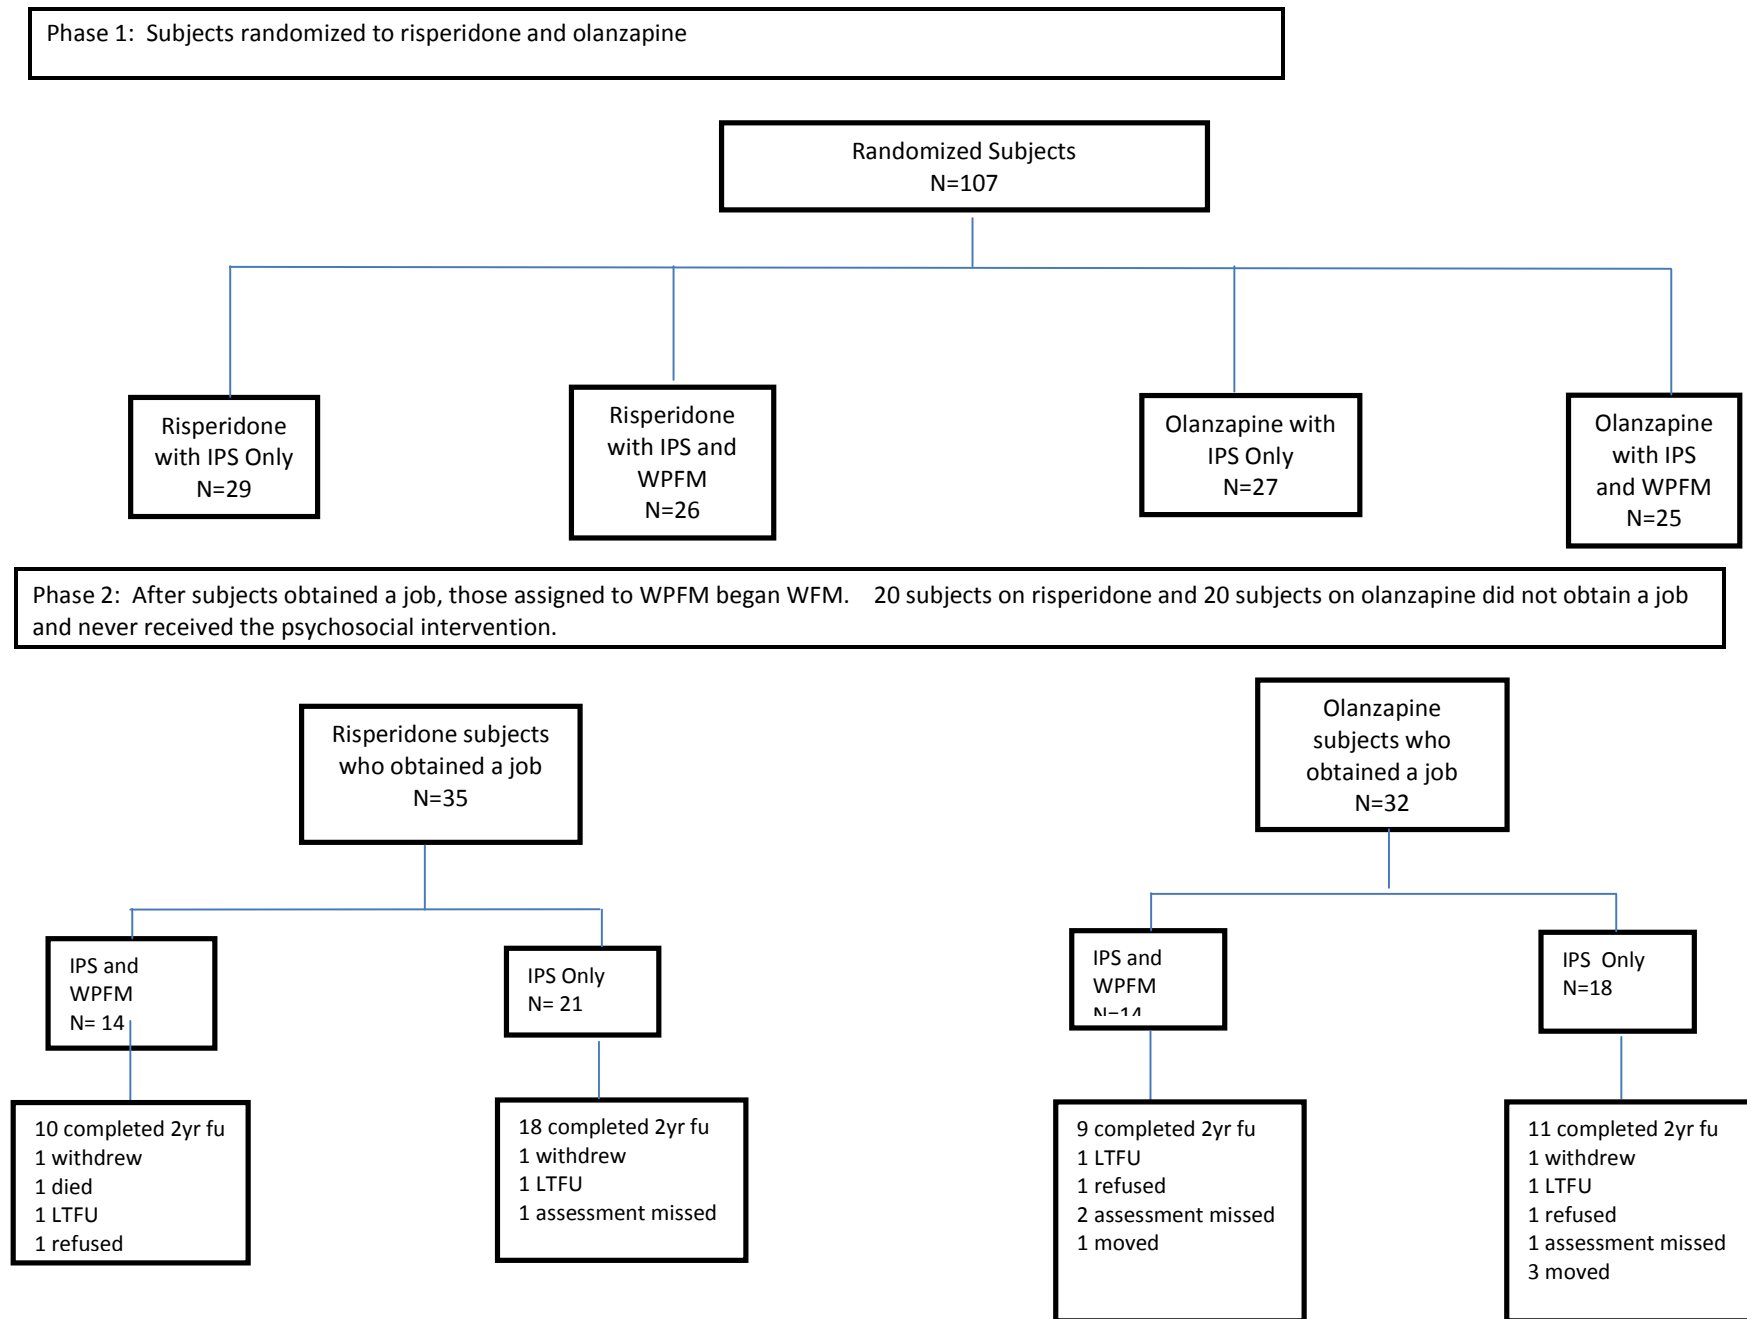 Phase 1: Subjects randomized to risperidone and olanzapine
Randomized Subjects
N=107
Risperidone
with IPS Only
N=29
Risperidone
with IPS and
WPFM
N=26
Olanzapine with
IPS Only
N=27
Olanzapine
with IPS
and WPFM
N=25
Phase 2: After subjects obtained a job, those assigned to WPFM began WFM. 20 subjects on risperidone and 20 subjects on olanzapine did not obtain a job
and never received the psychosocial intervention.
Risperidone subjects
who obtained a job
N=35
Olanzapine
subjects who
obtained a job
N=32
IPS and
WPFM
N= 14
IPS Only
N= 21
IPS and
WPFM
N=14
IPS Only
N=18
10 completed 2yr fu
1 withdrew
1 died
1 LTFU
1 refused
18 completed 2yr fu
1 withdrew
1 LTFU
1 assessment missed
9 completed 2yr fu
1 LTFU
1 refused
2 assessment missed
1 moved
11 completed 2yr fu
1 withdrew
1 LTFU
1 refused
1 assessment missed
3 moved